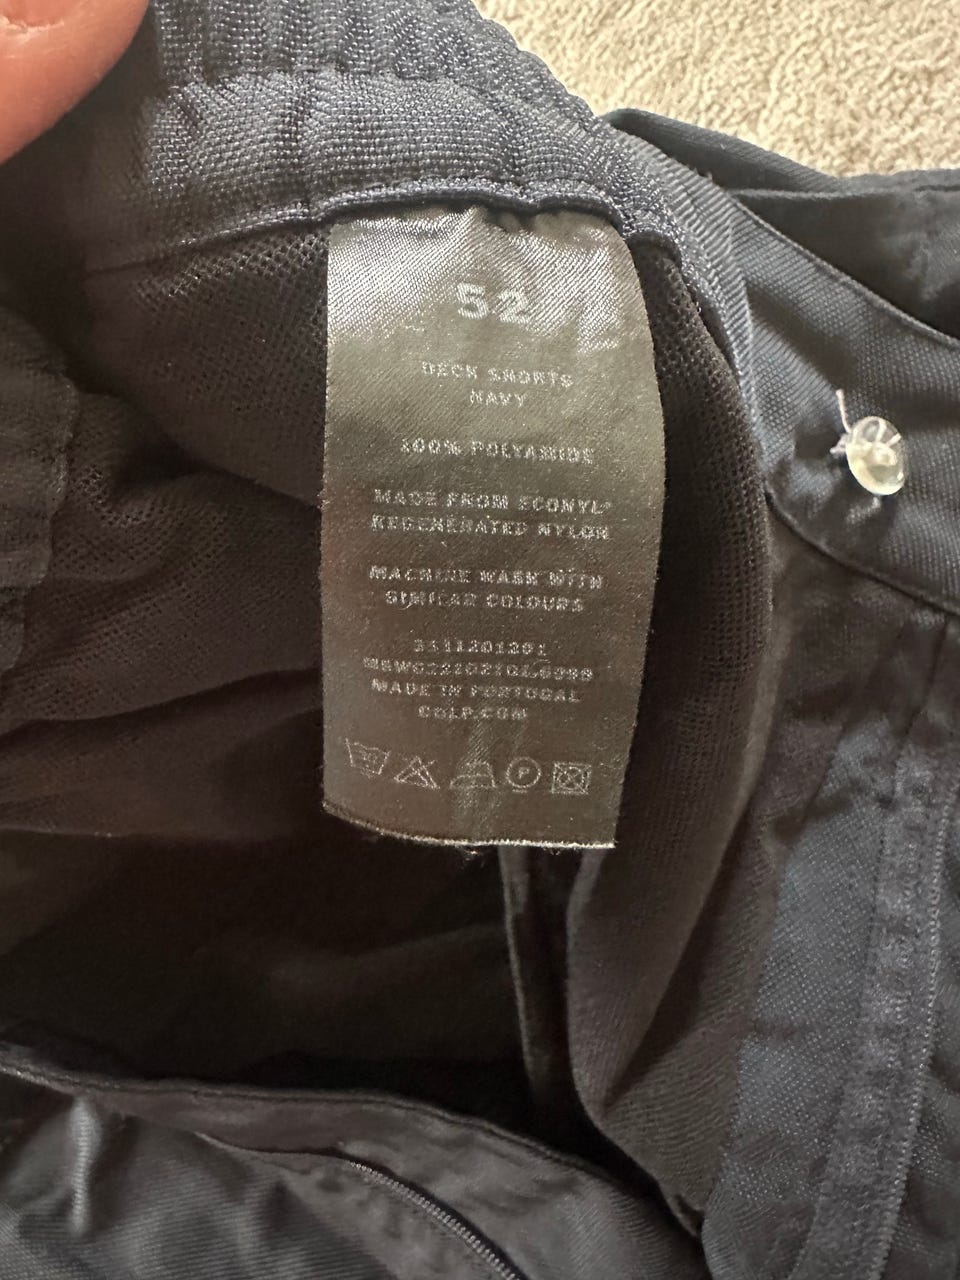 52
DECK SHORTS
NAVY
100% POLYAMIDE
MADE FROM ECONYL®
REGENERATED NYLON
MACHINE WASH WITH
SIMILAR COLOURS
MADE IN PORTUGAL
CDLP.COM
P